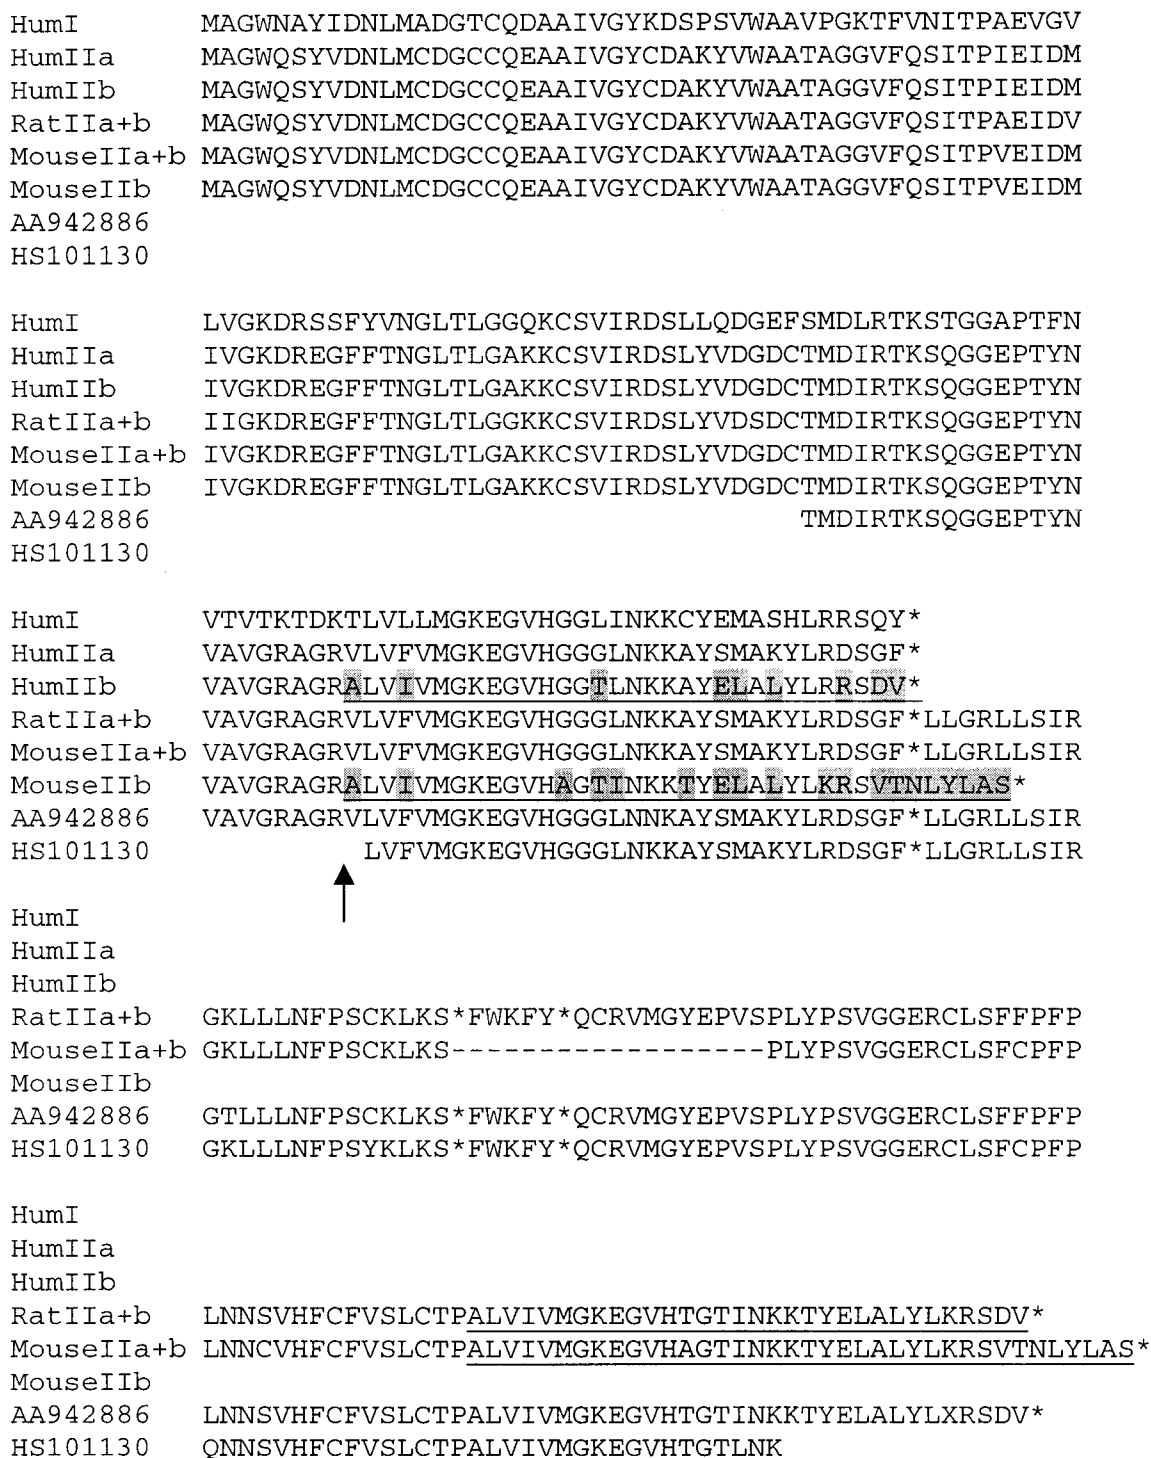 HumI MAGWNAYIDNLMADGTCQDAAIVGYKDSPSVWAAVPGKTFVNITPAEVGV
HumIIa MAGWQSYVDNLMCDGCCQEAAIVGYCDAKYVWAATAGGVFQSITPIEIDM
HumIIb MAGWQSYVDNLMCDGCCQEAAIVGYCDAKYVWAATAGGVFQSITPIEIDM
RatIIa+b MAGWQSYVDNLMCDGCCQEAAIVGYCDAKYVWAATAGGVFQSITPAEIDV
MouseIIa+b MAGWQSYVDNLMCDGCCQEAAIVGYCDAKYVWAATAGGVFQSITPVEIDM
MouseIIb MAGWQSYVDNLMCDGCCQEAAIVGYCDAKYVWAATAGGVFQSITPVEIDM
AA942886
HS101130
HumI LVGKDRSSFYVNGLTLGGQKCSVIRDSLLQDGEFSMDLRTKSTGGAPTFN
HumIIa IVGKDREGFFTNGLTLGAKKCSVIRDSLYVDGDCTMDIRTKSQGGEPTYN
HumIIb IVGKDREGFFTNGLTLGAKKCSVIRDSLYVDGDCTMDIRTKSQGGEPTYN
RatIIa+b IIGKDREGFFTNGLTLGGKKCSVIRDSLYVDSDCTMDIRTKSQGGEPTYN
MouseIIa+b IVGKDREGFFTNGLTLGAKKCSVIRDSLYVDGDCTMDIRTKSQGGEPTYN
MouseIIb IVGKDREGFFTNGLTLGAKKCSVIRDSLYVDGDCTMDIRTKSQGGEPTYN
AA942886 TMDIRTKSQGGEPTYN
HS101130
HumI VTVTKTDKTLVLLMGKEGVHGGLINKKCYEMASHLRRSQY*
HumIIa VAVGRAGRVLVFVMGKEGVHGGGLNKKAYSMAKYLRDSGF*
HumIIb VAVGRAGRALVIVMGKEGVHGGTLNKKAYELALYLRRSDV*
RatIIa+b VAVGRAGRVLVFVMGKEGVHGGGLNKKAYSMAKYLRDSGF*LLGRLLSIR
MouseIIa+b VAVGRAGRVLVFVMGKEGVHGGGLNKKAYSMAKYLRDSGF*LLGRLLSIR
MouseIIb VAVGRAGRALVIVMGKEGVHAGTINKKTYELALYLKRSVTNLYLAS*
AA942886 VAVGRAGRVLVFVMGKEGVHGGGLNNKAYSMAKYLRDSGF*LLGRLLSIR
HS101130 LVFVMGKEGVHGGGLNKKAYSMAKYLRDSGF*LLGRLLSIR
HumI
HumIIa
HumIIb
RatIIa+b GKLLLNFPSCKLKS*FWKFY*QCRVMGYEPVSPLYPSVGGERCLSFFPFP
MouseIIa+b GKLLLNFPSCKLKS------------------PLYPSVGGERCLSFCPFP
MouseIIb
AA942886 GTLLLNFPSCKLKS*FWKFY*QCRVMGYEPVSPLYPSVGGERCLSFFPFP
HS101130 GKLLLNFPSYKLKS*FWKFY*QCRVMGYEPVSPLYPSVGGERCLSFFPFP
HumI
HumIIa
HumIIb
RatIIa+b LNNSVHFCFVSLCTPALVIVMGKEGVHTGTINKKTYELALYLKRSDV*
MouseIIa+b LNNCVHFCFVSLCTPALVIVMGKEGVHAGTINKKTYELALYLKRSVTNLYLAS*
MouseIIb
AA942886 LNNSVHFCFVSLCTPALVIVMGKEGVHTGTINKKTYELALYLXRSDV*
HS101130 QNNSVHFCFVSLCTPALVIVMGKEGVHTGTLNK